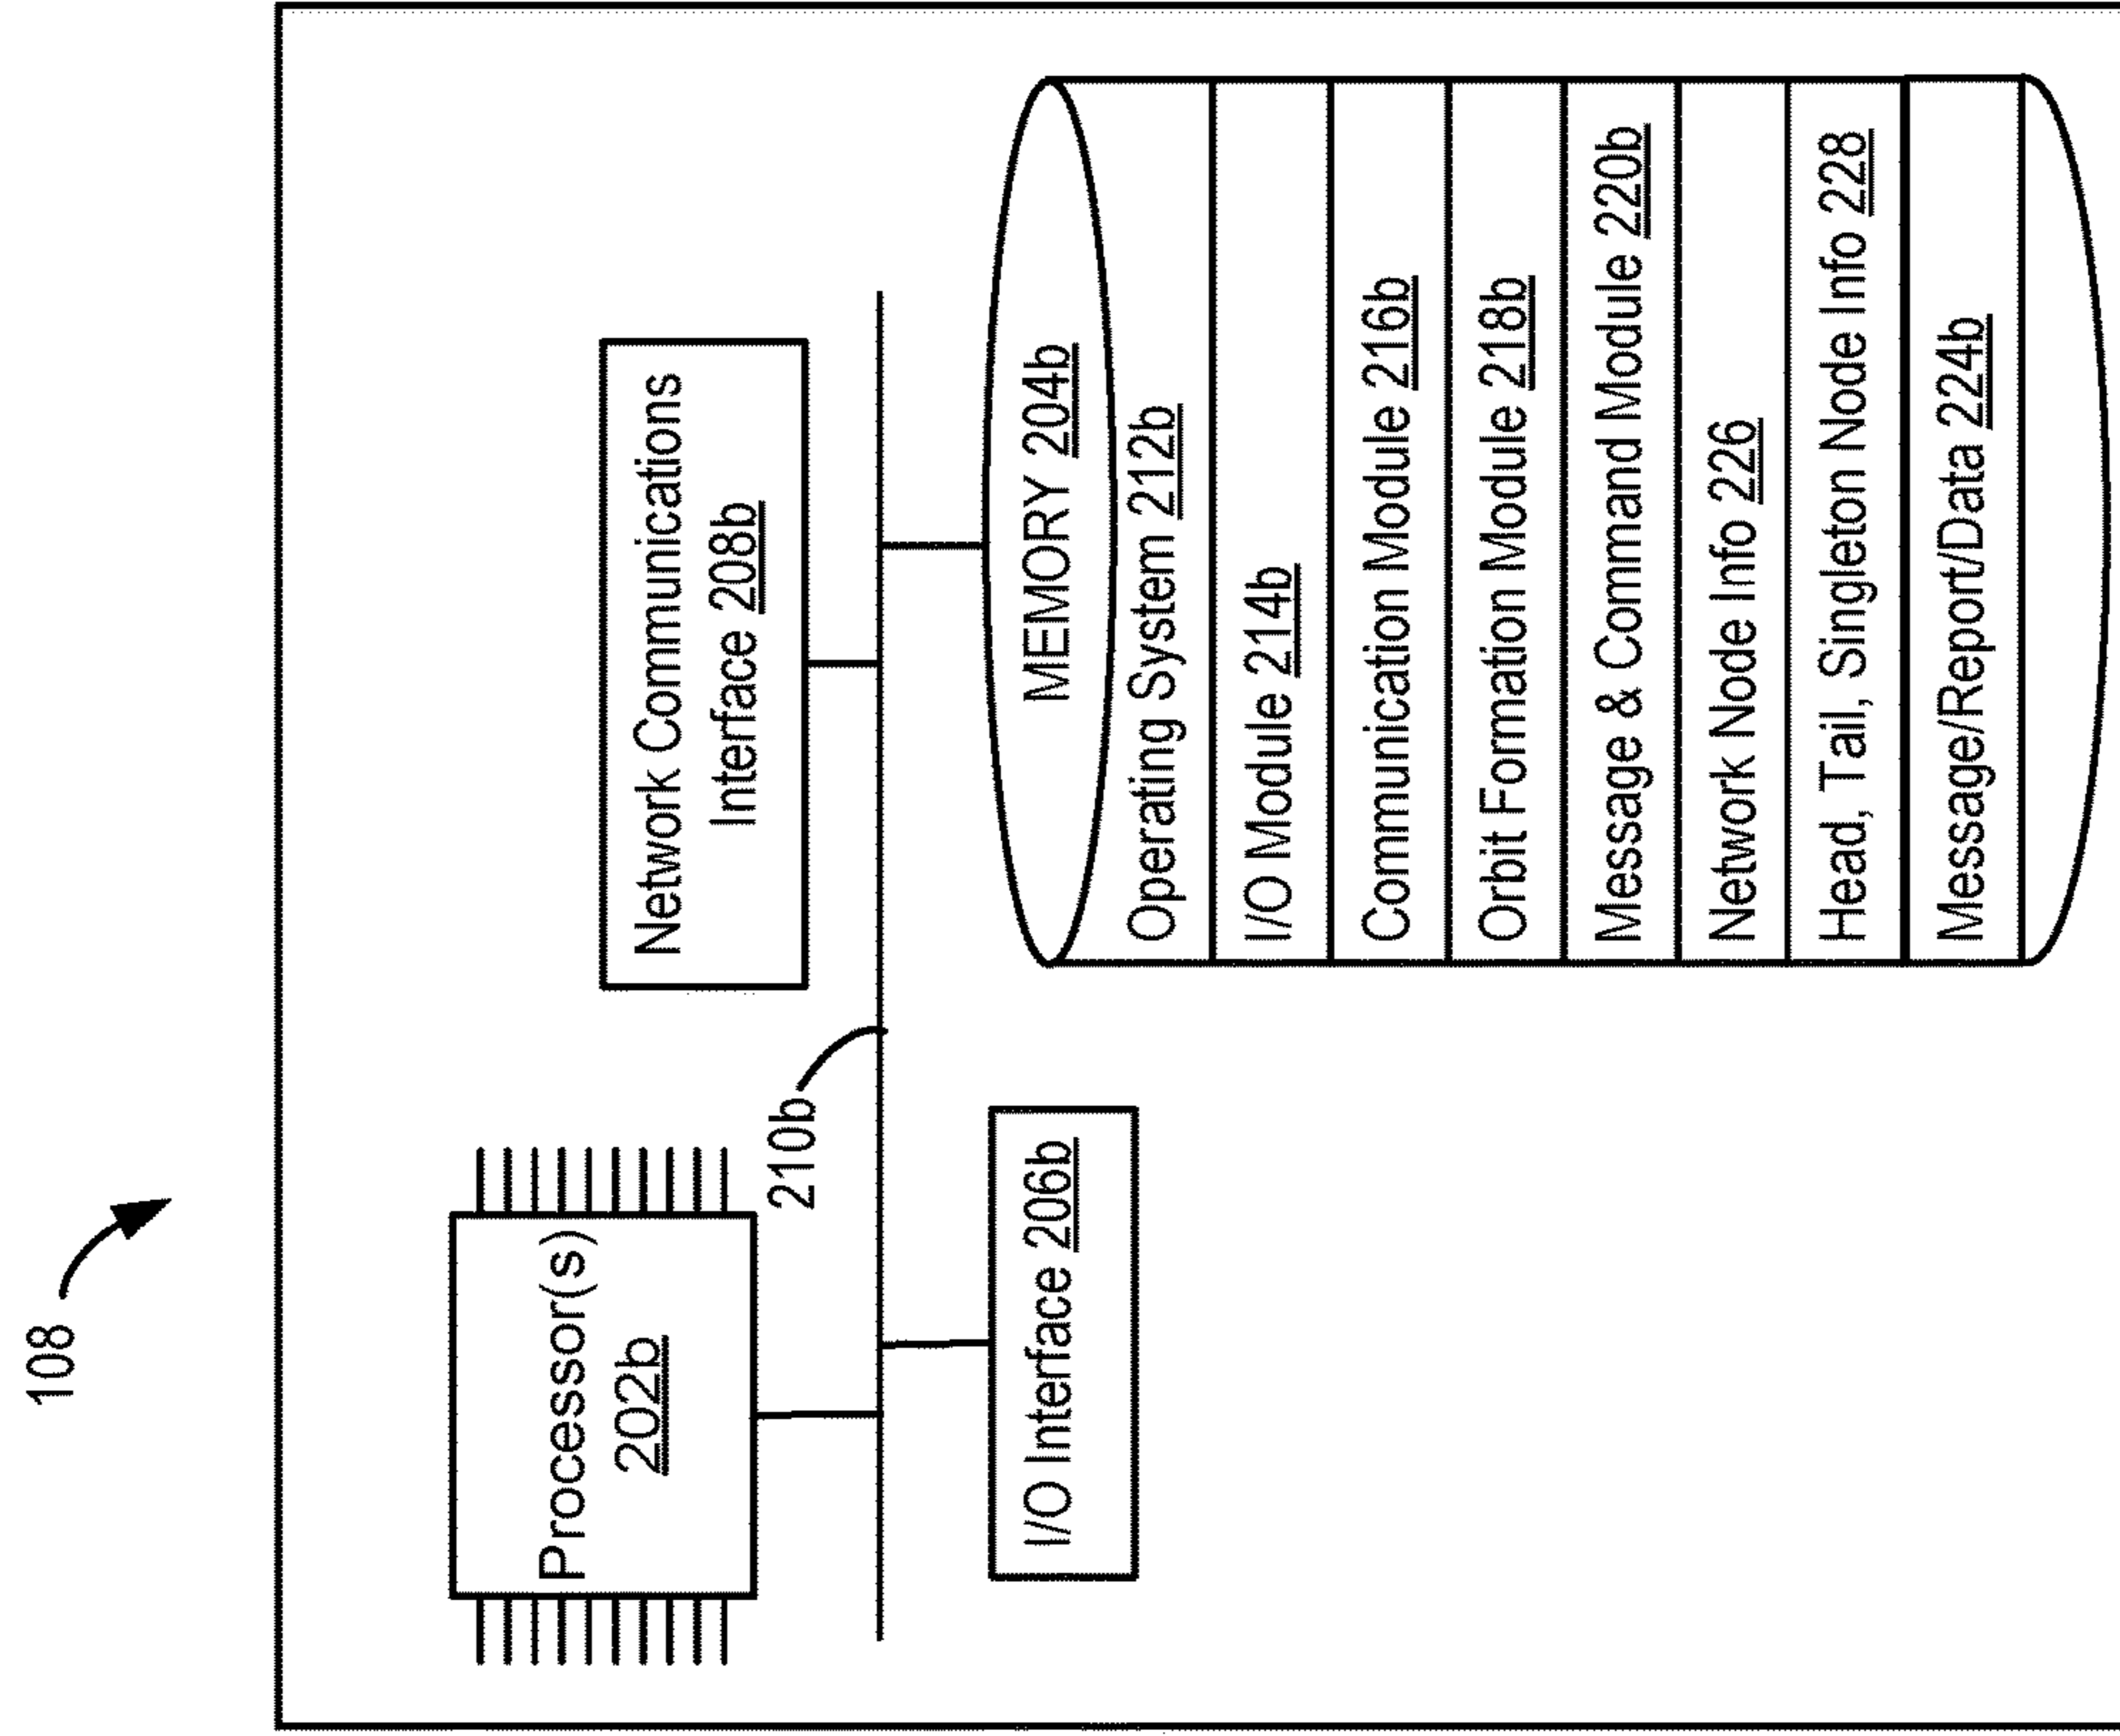 108
Processor(s)
202b
Network Communications
Interface 208b
210b
I/O Interface 206b
MEMORY 204b
Operating System 212b
I/O Module 214b
Communication Module 216b
Orbit Formation Module 218b
Message & Command Module 220b
Network Node Info 226
Head, Tail, Singleton Node Info 228
Message/Report/Data 224b